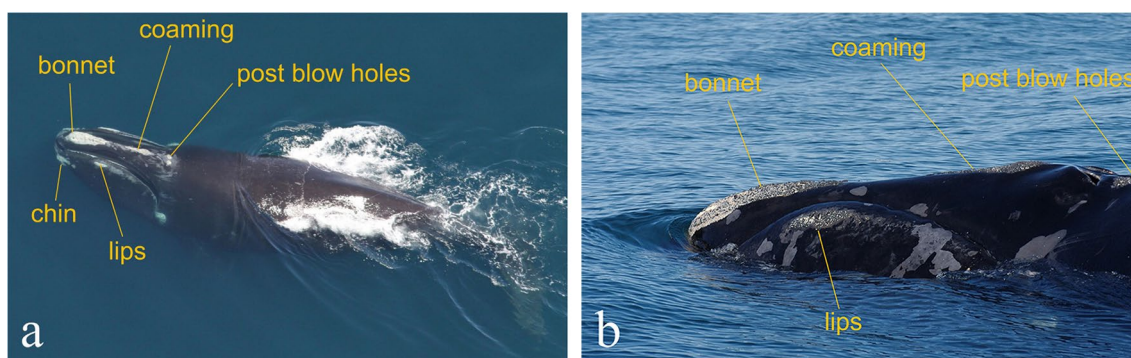 coaming
bonnet
post blow holes
chin
lips
a
coaming
post blow holes
bonnet
lips
b